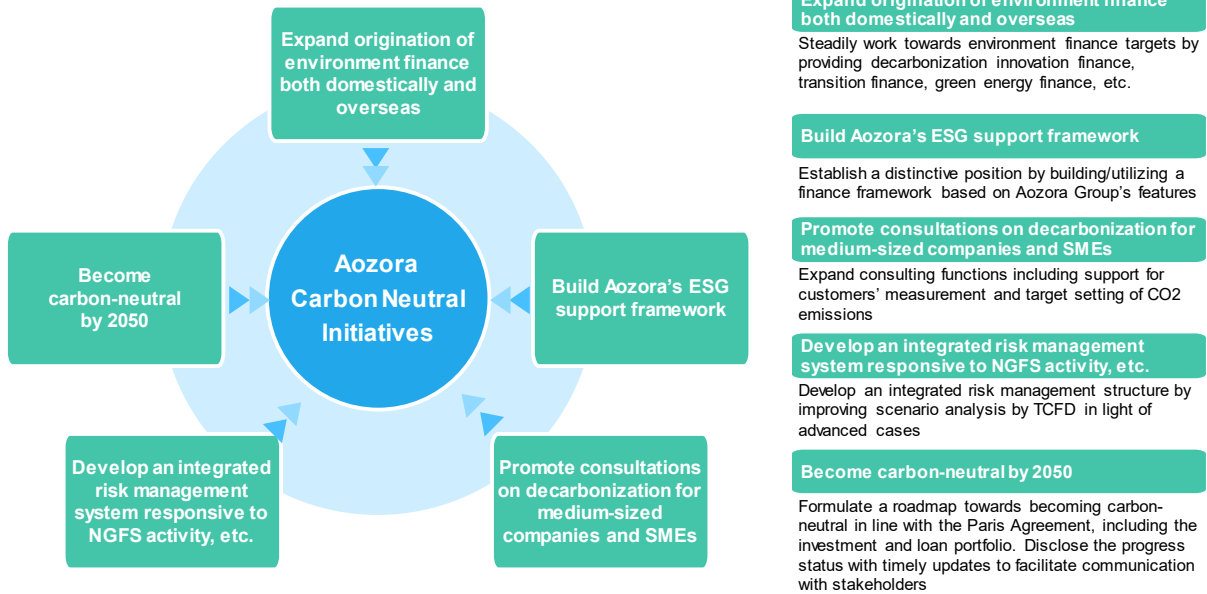 Expand origination of
environment finance
both domestically and
overseas
Become
carbon-neutral
by 2050
Aozora
Carbon Neutral
Initiatives
Build Aozora's ESG
support framework
Develop an integrated
risk management
system responsive to
NGFS activity, etc.
Promote consultations
on decarbonization for
medium-sized
companies and SMEs
Expand origination of environment finance
both domestically and overseas
Steadily work towards environment finance targets by
providing decarbonization innovation finance,
transition finance, green energy finance, etc.
Build Aozora's ESG support framework
Establish a distinctive position by building/utilizing a
finance framework based on Aozora Group's features
Promote consultations on decarbonization for
medium-sized companies and SMEs
Expand consulting functions including support for
customers' measurement and target setting of CO2
emissions
Develop an integrated risk management
system responsive to NGFS activity, etc.
Develop an integrated risk management structure by
improving scenario analysis by TCFD in light of
advanced cases
Become carbon-neutral by 2050
Formulate a roadmap towards becoming carbon-
neutral in line with the Paris Agreement, including the
investment and loan portfolio. Disclose the progress
status with timely updates to facilitate communication
with stakeholders